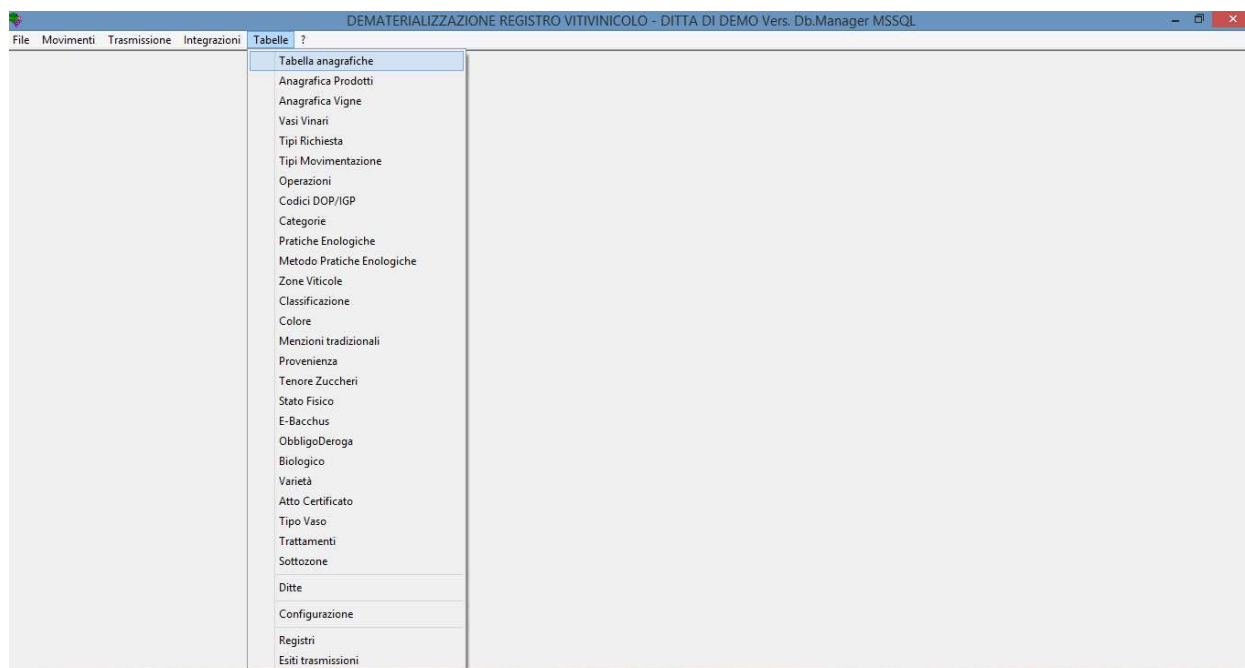 DEMATERIALIZZAZIONE REGISTRO VITIVINICOLO - DITTA DI DEMO Vers. Db.Manager MSSQL
File Movimenti Trasmissione Integrazioni Tabelle ?
Tabella anagrafiche
Anagrafica Prodotti
Anagrafica Vigne
Vasi Vinari
Tipi Richiesta
Tipi Movimentazione
Operazioni
Codici DOP/IGP
Categorie
Pratiche Enologiche
Metodo Pratiche Enologiche
Zone Viticole
Classificazione
Colore
Menzioni tradizionali
Provenienza
Tenore Zuccheri
Stato Fisico
E-Bacchus
ObbligoDeroga
Biologico
Varietà
Atto Certificato
Tipo Vaso
Trattamenti
Sottozone
Ditte
Configurazione
Registri
Esiti trasmissioni